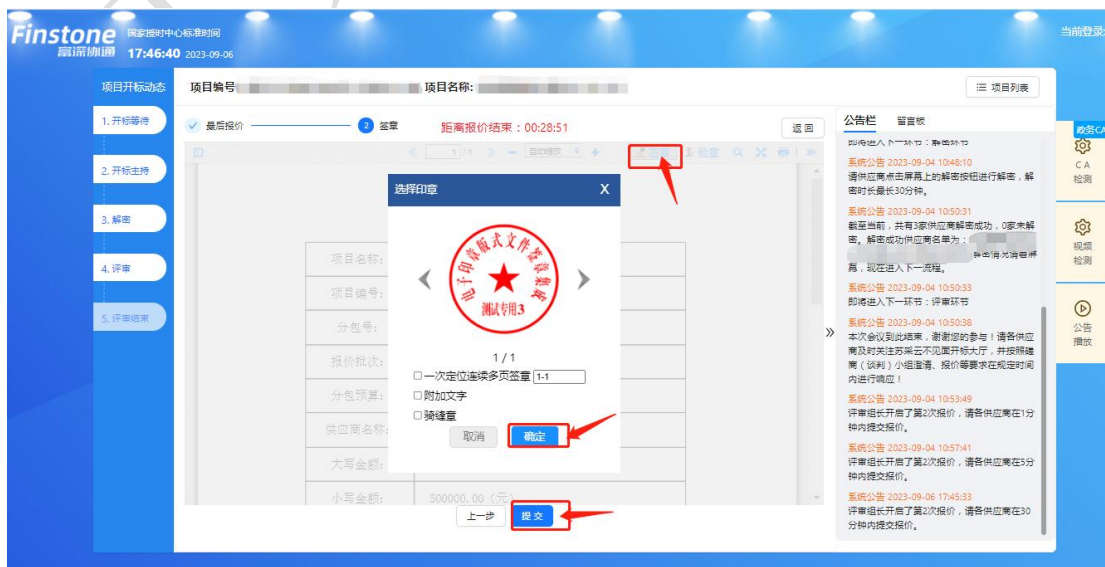 Finstone
富深协通
国家授时中心标准时间
17:46:40 2023-09-06
当前登录
项目开标动态
1. 开标等待
2. 开标主持
3. 解密
4. 评审
5. 评审结束
项目编号
项目名称:
项目列表
最后报价
2 签章
距离报价结束：00:28:51
返回
1 / 1
自动缩放
签章
验章
选择印章
X
电子印章版式文件签章集成
测试专用3
1 / 1
一次定位连续多页签章 1-1
附加文字
骑缝章
取消
确定
项目名称:
项目编号:
分包号:
报价批次:
分包预算:
供应商名称:
大写金额:
小写金额:
500000.00（元）
上一步
提交
公告栏
留言板
即将进入下一环节：解密环节
系统公告 2023-09-04 10:48:10
请供应商点击屏幕上的解密按钮进行解密，解
密时长最长30分钟。
系统公告 2023-09-04 10:50:31
截至当前，共有3家供应商解密成功，0家未解
密。解密成功供应商名单为：
解密情况请看屏
幕，现在进入下一流程。
系统公告 2023-09-04 10:50:33
即将进入下一环节：评审环节
系统公告 2023-09-04 10:50:38
本次会议到此结束，谢谢您的参与！请各供应
商及时关注苏采云不见面开标大厅，并按照磋
商（谈判）小组澄清、报价等要求在规定时间
内进行响应！
系统公告 2023-09-04 10:53:49
评审组长开启了第2次报价，请各供应商在1分
钟内提交报价。
系统公告 2023-09-04 10:57:41
评审组长开启了第2次报价，请各供应商在5分
钟内提交报价。
系统公告 2023-09-06 17:45:33
评审组长开启了第2次报价，请各供应商在30
分钟内提交报价。
政务CA
CA
检测
视频
检测
公告
播放